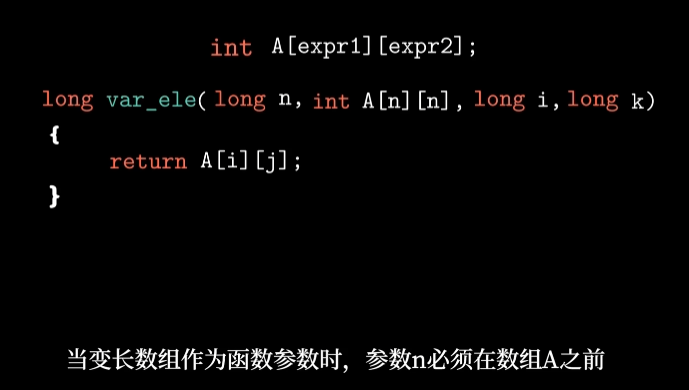 int A[expr1][expr2];
long var_ele( long n, int A[n][n], long i, long k)
{
return A[i][j];
}
当变长数组作为函数参数时，参数n必须在数组A之前